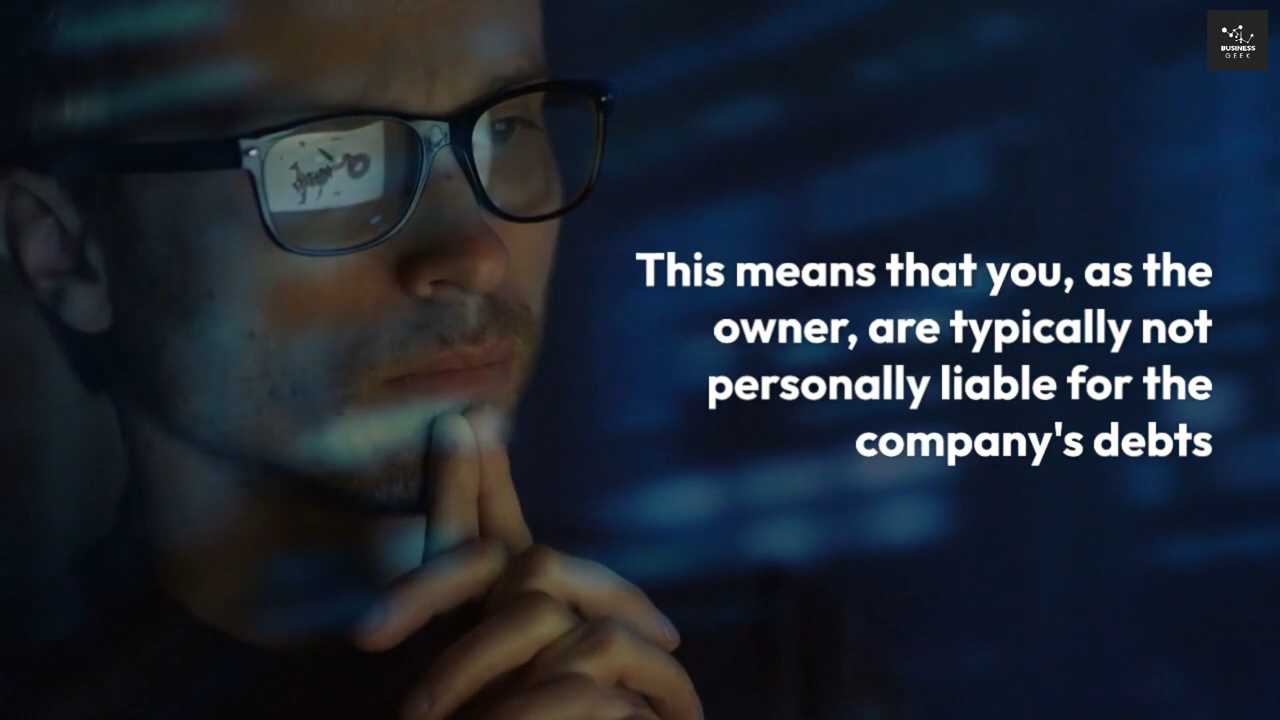 BUSINESS
GEEK
This means that you, as the
owner, are typically not
personally liable for the
company's debts